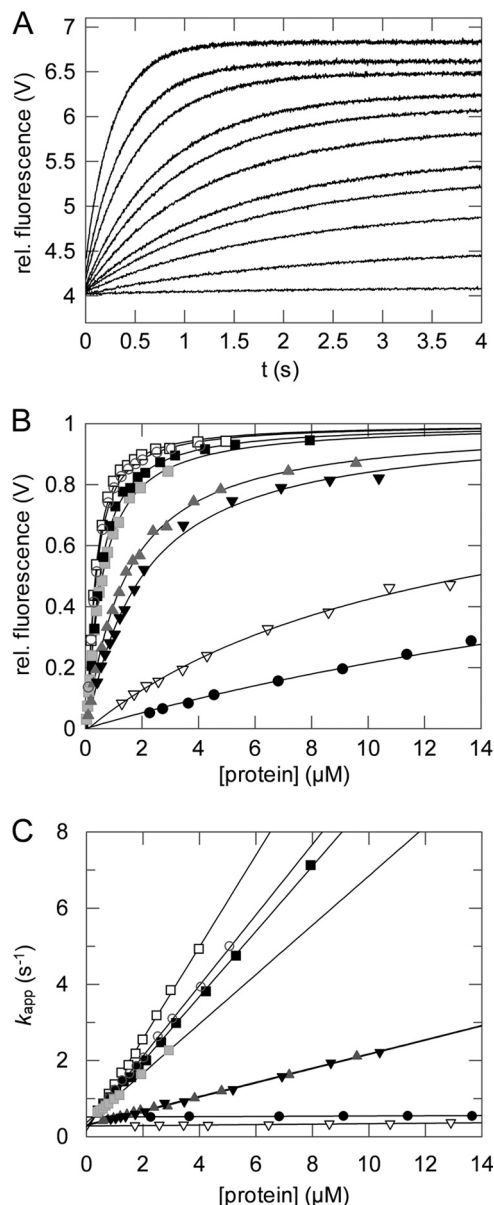 A
7
6.5
6
5.5
5
4.5
4
rel. fluorescence (V)
0 0.5 1 1.5 2 2.5 3 3.5 4
t (s)
B
1
0.8
0.6
0.4
0.2
0
rel. fluorescence (V)
0 2 4 6 8 10 12 14
[protein] (µM)
C
8
6
4
2
0
kapp (s⁻¹)
0 2 4 6 8 10 12 14
[protein] (µM)